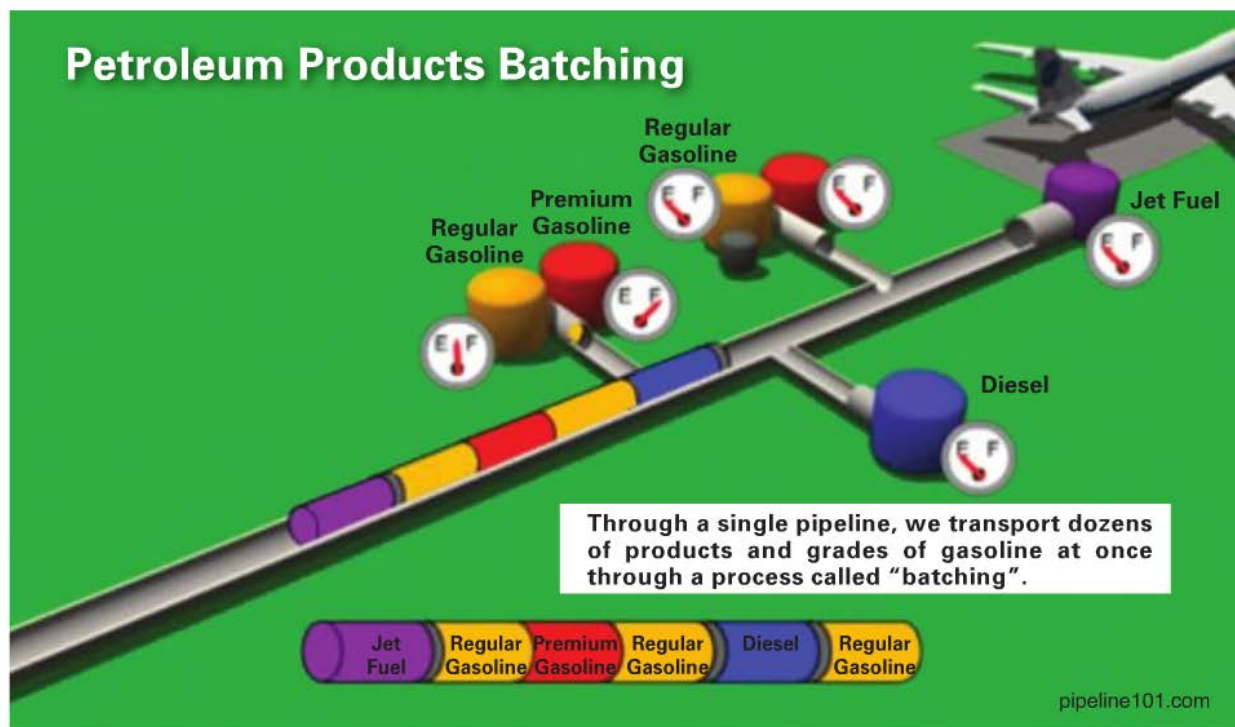 Petroleum Products Batching
Regular
Gasoline
Premium
Gasoline
Regular
Gasoline
Jet Fuel
Diesel
E F
E F
E F
E F
E F
E F
Through a single pipeline, we transport dozens
of products and grades of gasoline at once
through a process called “batching”.
Jet
Fuel
Regular
Gasoline
Premium
Gasoline
Regular
Gasoline
Diesel
Regular
Gasoline
pipeline101.com